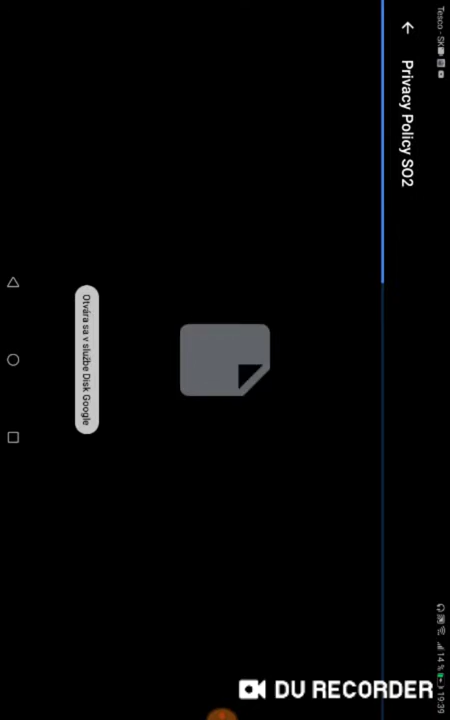 Tesco - SK
14 %
19:39
Privacy Policy SO2
Otvára sa v službe Disk Google
DU RECORDER